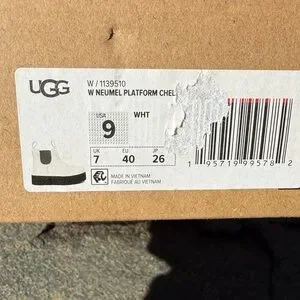 UGG
W / 1139510
W NEUMEL PLATFORM CHEL
USA
9
WHT
UK
7
EU
40
JP
26
MADE IN VIETNAM
FABRIQUÉ AU VIETNAM
1 95719 99578 2